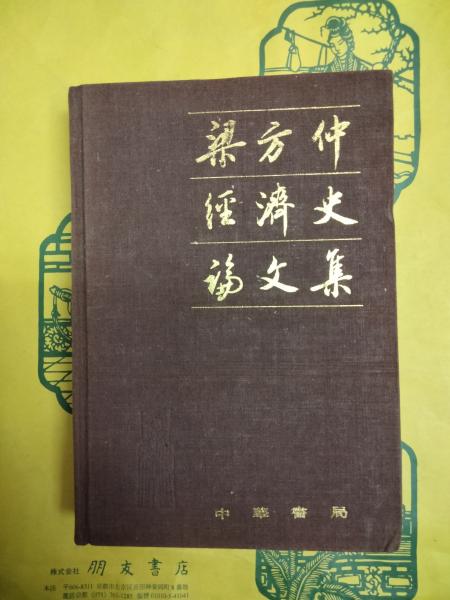 梁方仲
經濟史
論文集
中華書局
株式会社 朋友書店